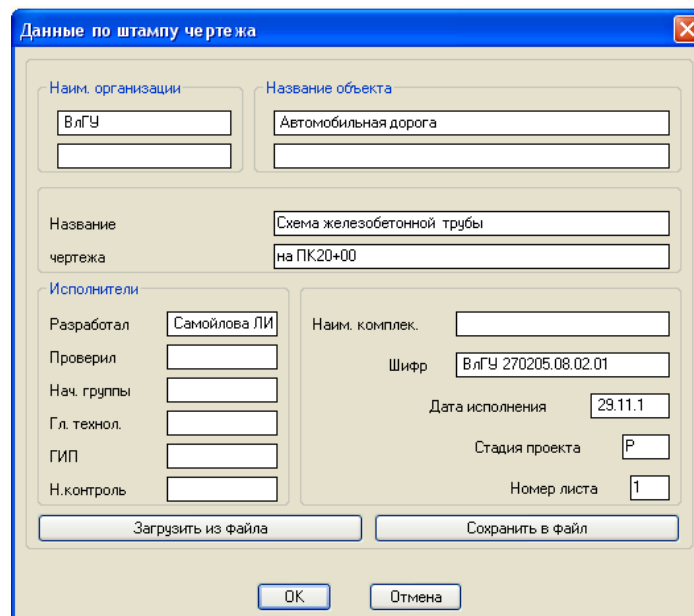 Данные по штампу чертежа
Наим. организации
Название объекта
ВлГУ
Автомобильная дорога
Название
Схема железобетонной трубы
чертежа
на ПК20+00
Исполнители
Разработал
Самойлова ЛИ
Наим. комплек.
Проверил
Шифр
ВлГУ 270205.08.02.01
Нач. группы
Дата исполнения
29.11.1
Гл. технол.
Стадия проекта
Р
ГИП
Номер листа
1
Н.контроль
Загрузить из файла
Сохранить в файл
OK
Отмена